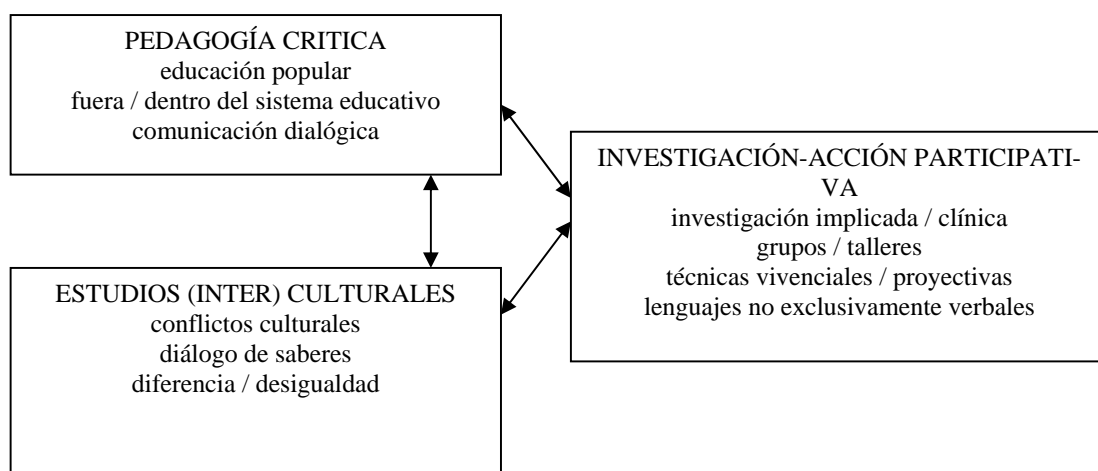 PEDAGOGÍA CRITICA
educación popular
fuera / dentro del sistema educativo
comunicación dialógica
INVESTIGACIÓN-ACCIÓN PARTICIPATI-
VA
investigación implicada / clínica
grupos / talleres
técnicas vivenciales / proyectivas
lenguajes no exclusivamente verbales
ESTUDIOS (INTER) CULTURALES
conflictos culturales
diálogo de saberes
diferencia / desigualdad